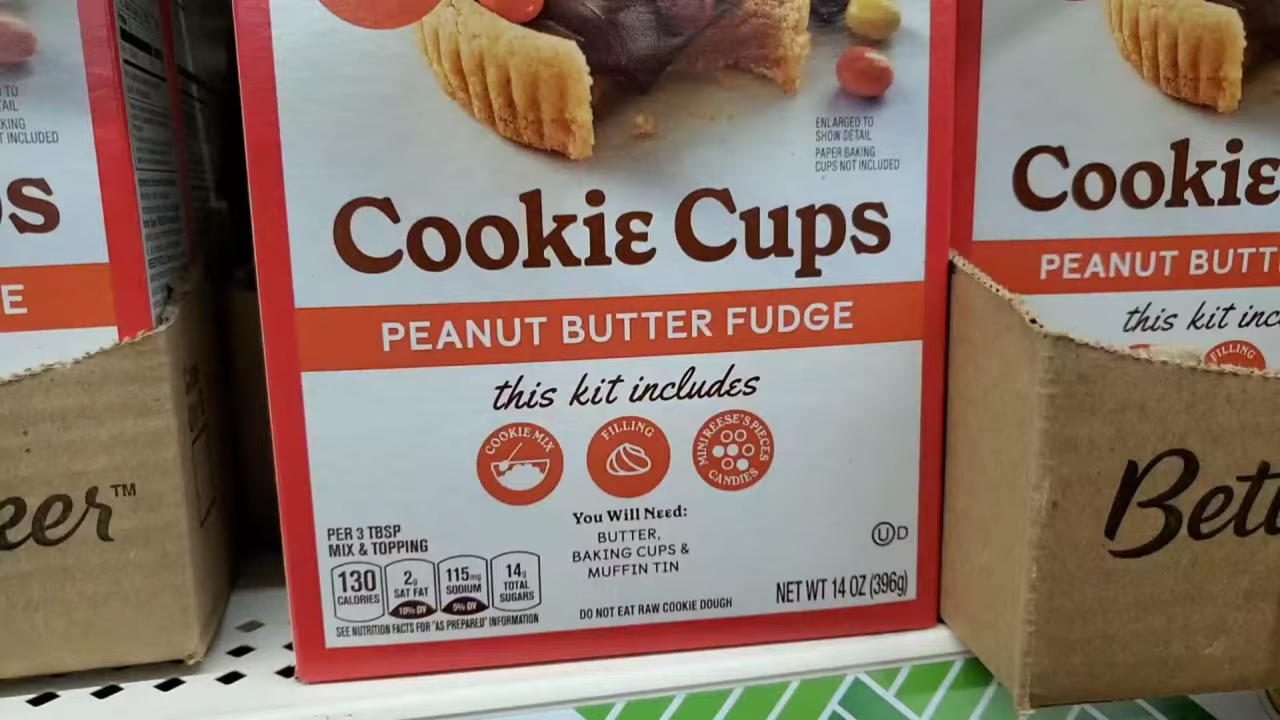 ENLARGED TO
SHOW DETAIL
PAPER BAKING
CUPS NOT INCLUDED
Cookie Cups
PEANUT BUTTER FUDGE
this kit includes
COOKIE MIX
FILLING
MINI REESE'S PIECES
CANDIES
You Will Need:
BUTTER,
BAKING CUPS &
MUFFIN TIN
PER 3 TBSP
MIX & TOPPING
130
CALORIES
2g
SAT FAT
10% DV
115mg
SODIUM
5% DV
14g
TOTAL
SUGARS
SEE NUTRITION FACTS FOR "AS PREPARED" INFORMATION
DO NOT EAT RAW COOKIE DOUGH
UD
NET WT 14 OZ (396g)
TO
AIL
KING
T INCLUDED
s
E
ker™
Cookie
PEANUT BUTT
this kit inc
FILLING
Bett